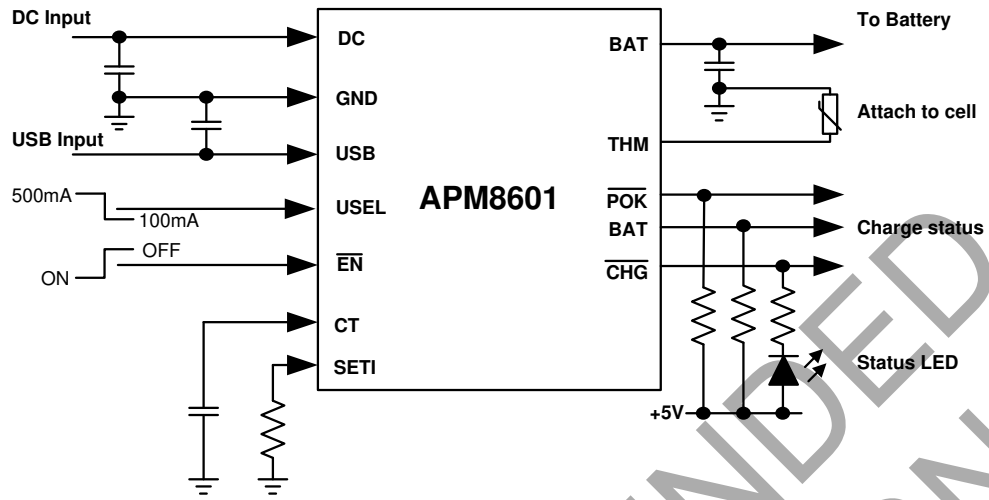 DC Input
DC
GND
USB Input
USB
500mA
100mA
USEL
OFF
ON
EN
CT
SETI
APM8601
BAT
To Battery
Attach to cell
THM
POK
BAT
Charge status
CHG
Status LED
+5V